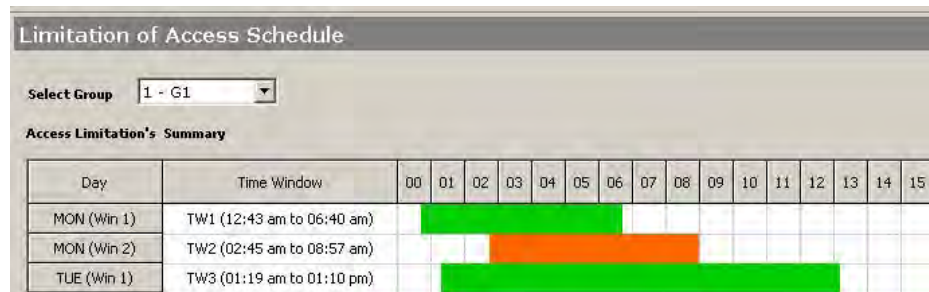 Limitation of Access Schedule
Select Group 1 - G1
Access Limitation's Summary
Day Time Window 00 01 02 03 04 05 06 07 08 09 10 11 12 13 14 15
MON (Win 1) TW1 (12:43 am to 06:40 am)
MON (Win 2) TW2 (02:45 am to 08:57 am)
TUE (Win 1) TW3 (01:19 am to 01:10 pm)